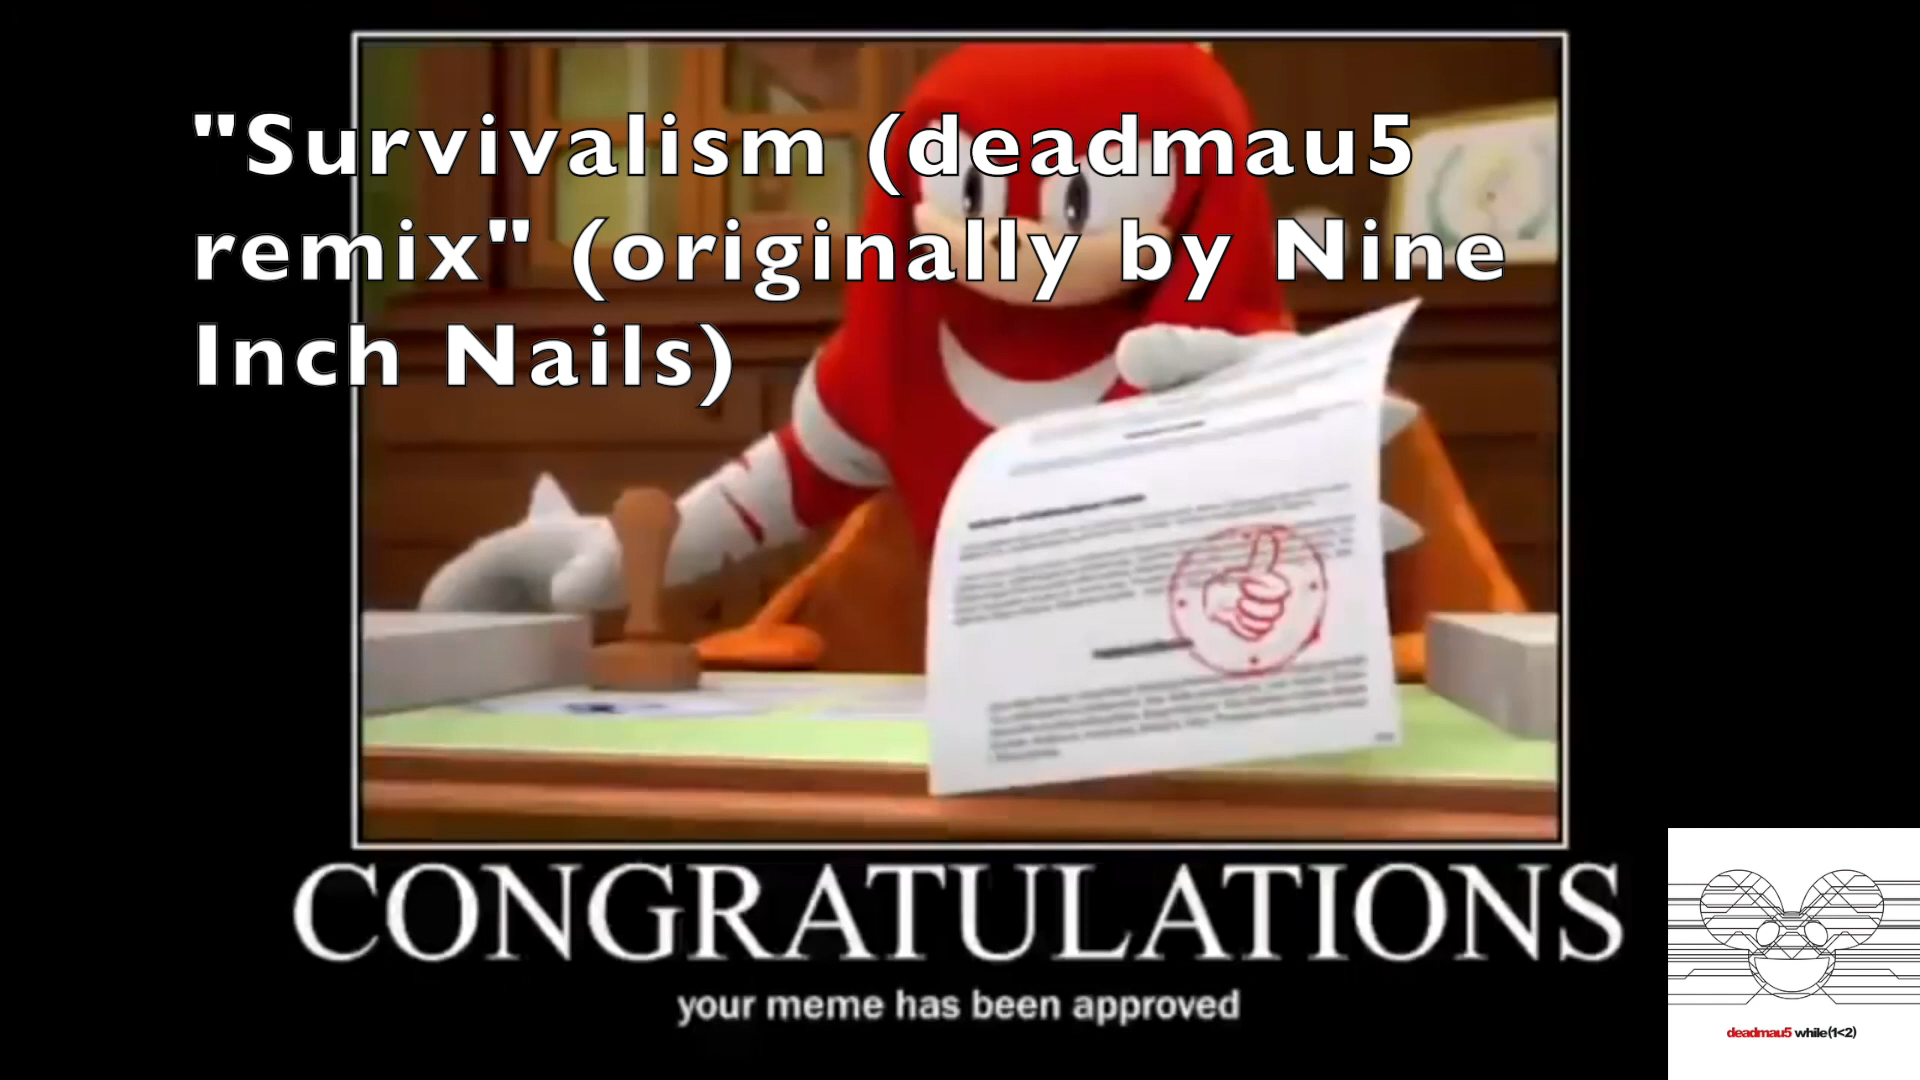 "Survivalism (deadmau5
remix" (originally by Nine
Inch Nails)
CONGRATULATIONS
your meme has been approved
deadmau5 while(1<2)